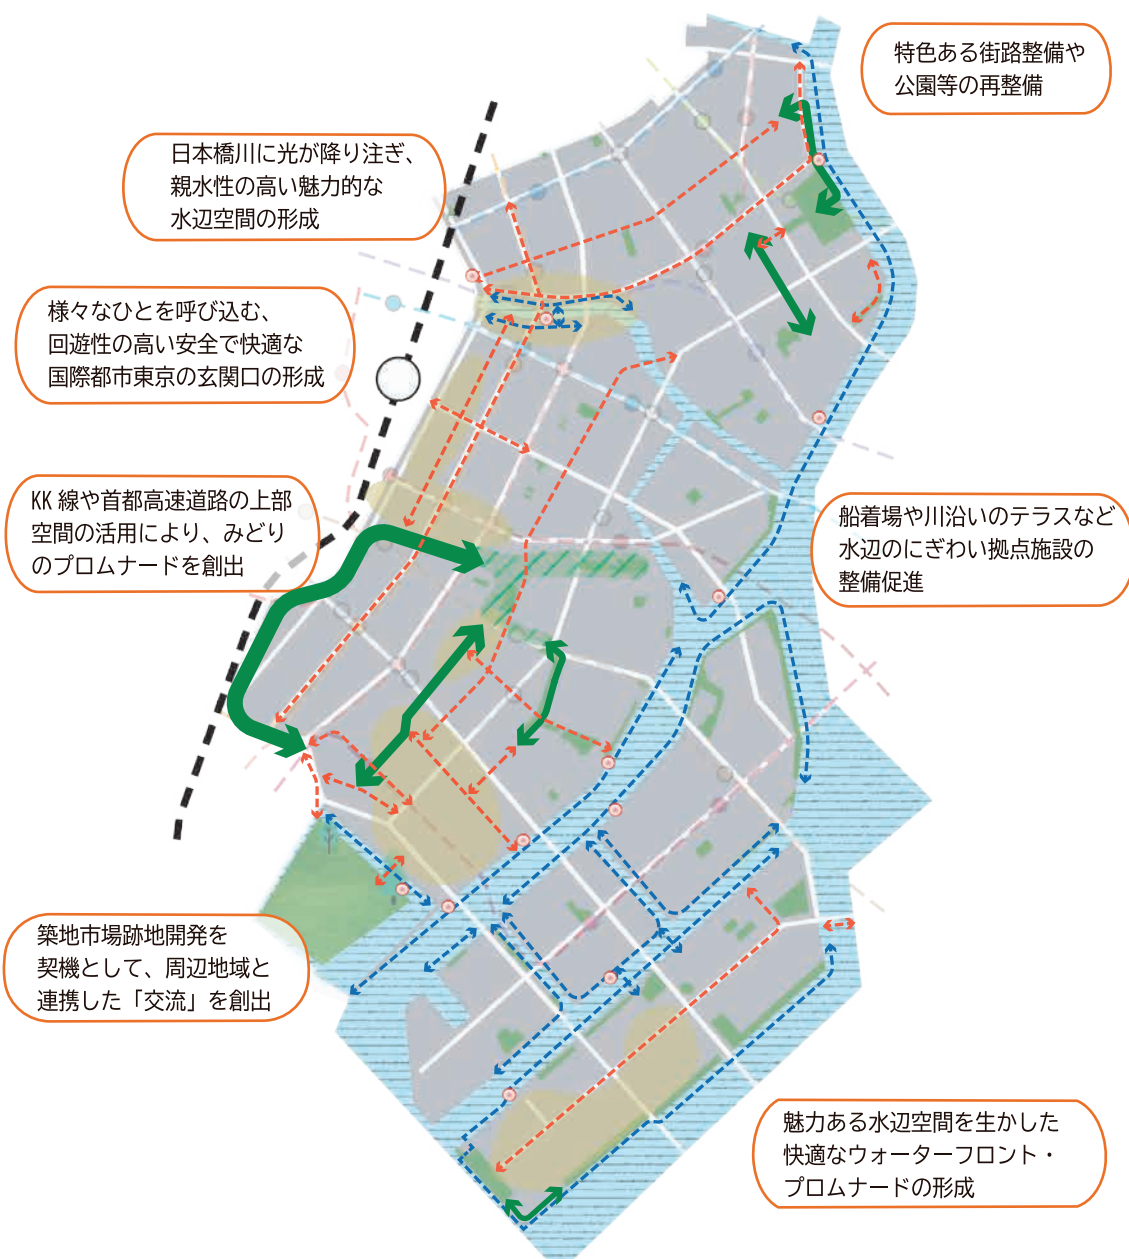 特色ある街路整備や
公園等の再整備
日本橋川に光が降り注ぎ、
親水性の高い魅力的な
水辺空間の形成
様々なひとを呼び込む、
回遊性の高い安全で快適な
国際都市東京の玄関口の形成
KK 線や首都高速道路の上部
空間の活用により、みどり
のプロムナードを創出
船着場や川沿いのテラスなど
水辺のにぎわい拠点施設の
整備促進
築地市場跡地開発を
契機として、周辺地域と
連携した「交流」を創出
魅力ある水辺空間を生かした
快適なウォーターフロント・
プロムナードの形成